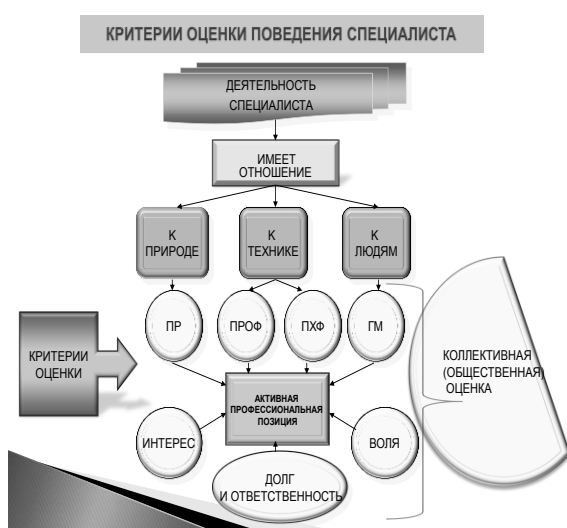 КРИТЕРИИ ОЦЕНКИ ПОВЕДЕНИЯ СПЕЦИАЛИСТА
ДЕЯТЕЛЬНОСТЬ
СПЕЦИАЛИСТА
ИМЕЕТ
ОТНОШЕНИЕ
К
ПРИРОДЕ
К
ТЕХНИКЕ
К
ЛЮДЯМ
ПР
ПРОФ
ПХФ
ГМ
КРИТЕРИИ
ОЦЕНКИ
КОЛЛЕКТИВНАЯ
(ОБЩЕСТВЕННАЯ)
ОЦЕНКА
АКТИВНАЯ
ПРОФЕССИОНАЛЬНАЯ
ПОЗИЦИЯ
ИНТЕРЕС
ВОЛЯ
ДОЛГ
И ОТВЕТСТВЕННОСТЬ